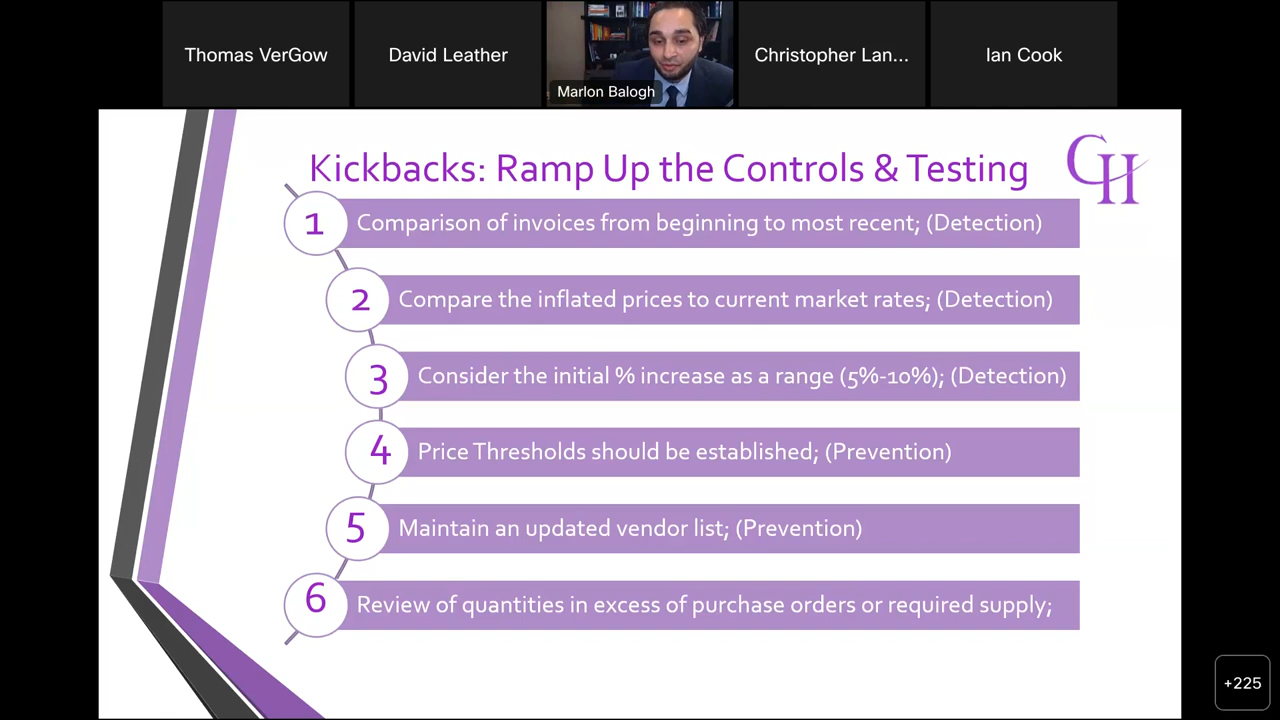 Thomas VerGow
David Leather
Marlon Balogh
Christopher Lan...
Ian Cook
Kickbacks: Ramp Up the Controls & Testing
CH
1 Comparison of invoices from beginning to most recent; (Detection)
2 Compare the inflated prices to current market rates; (Detection)
3 Consider the initial % increase as a range (5%-10%); (Detection)
4 Price Thresholds should be established; (Prevention)
5 Maintain an updated vendor list; (Prevention)
6 Review of quantities in excess of purchase orders or required supply;
+225